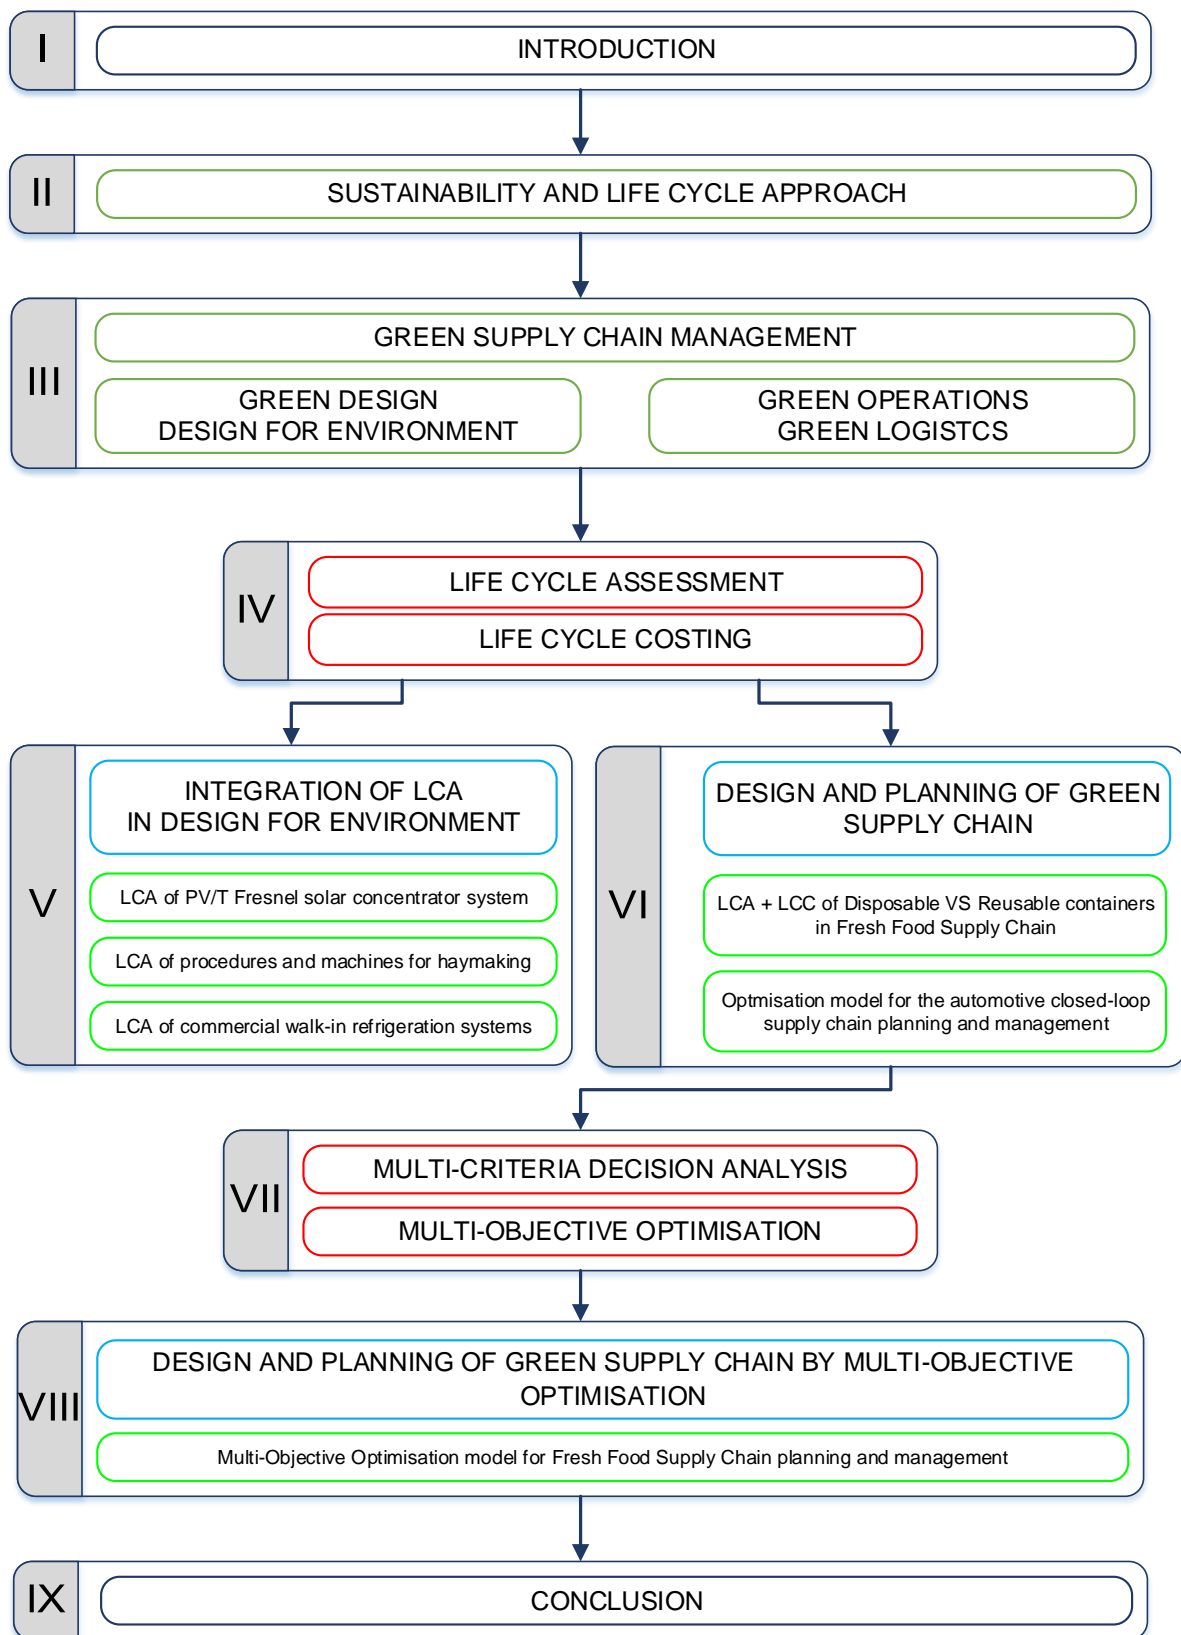 I
INTRODUCTION
II
SUSTAINABILITY AND LIFE CYCLE APPROACH
III
GREEN SUPPLY CHAIN MANAGEMENT
GREEN DESIGN
DESIGN FOR ENVIRONMENT
GREEN OPERATIONS
GREEN LOGISTCS
IV
LIFE CYCLE ASSESSMENT
LIFE CYCLE COSTING
V
INTEGRATION OF LCA
IN DESIGN FOR ENVIRONMENT
LCA of PV/T Fresnel solar concentrator system
LCA of procedures and machines for haymaking
LCA of commercial walk-in refrigeration systems
VI
DESIGN AND PLANNING OF GREEN
SUPPLY CHAIN
LCA + LCC of Disposable VS Reusable containers
in Fresh Food Supply Chain
Optmisation model for the automotive closed-loop
supply chain planning and management
VII
MULTI-CRITERIA DECISION ANALYSIS
MULTI-OBJECTIVE OPTIMISATION
VIII
DESIGN AND PLANNING OF GREEN SUPPLY CHAIN BY MULTI-OBJECTIVE
OPTIMISATION
Multi-Objective Optimisation model for Fresh Food Supply Chain planning and management
IX
CONCLUSION